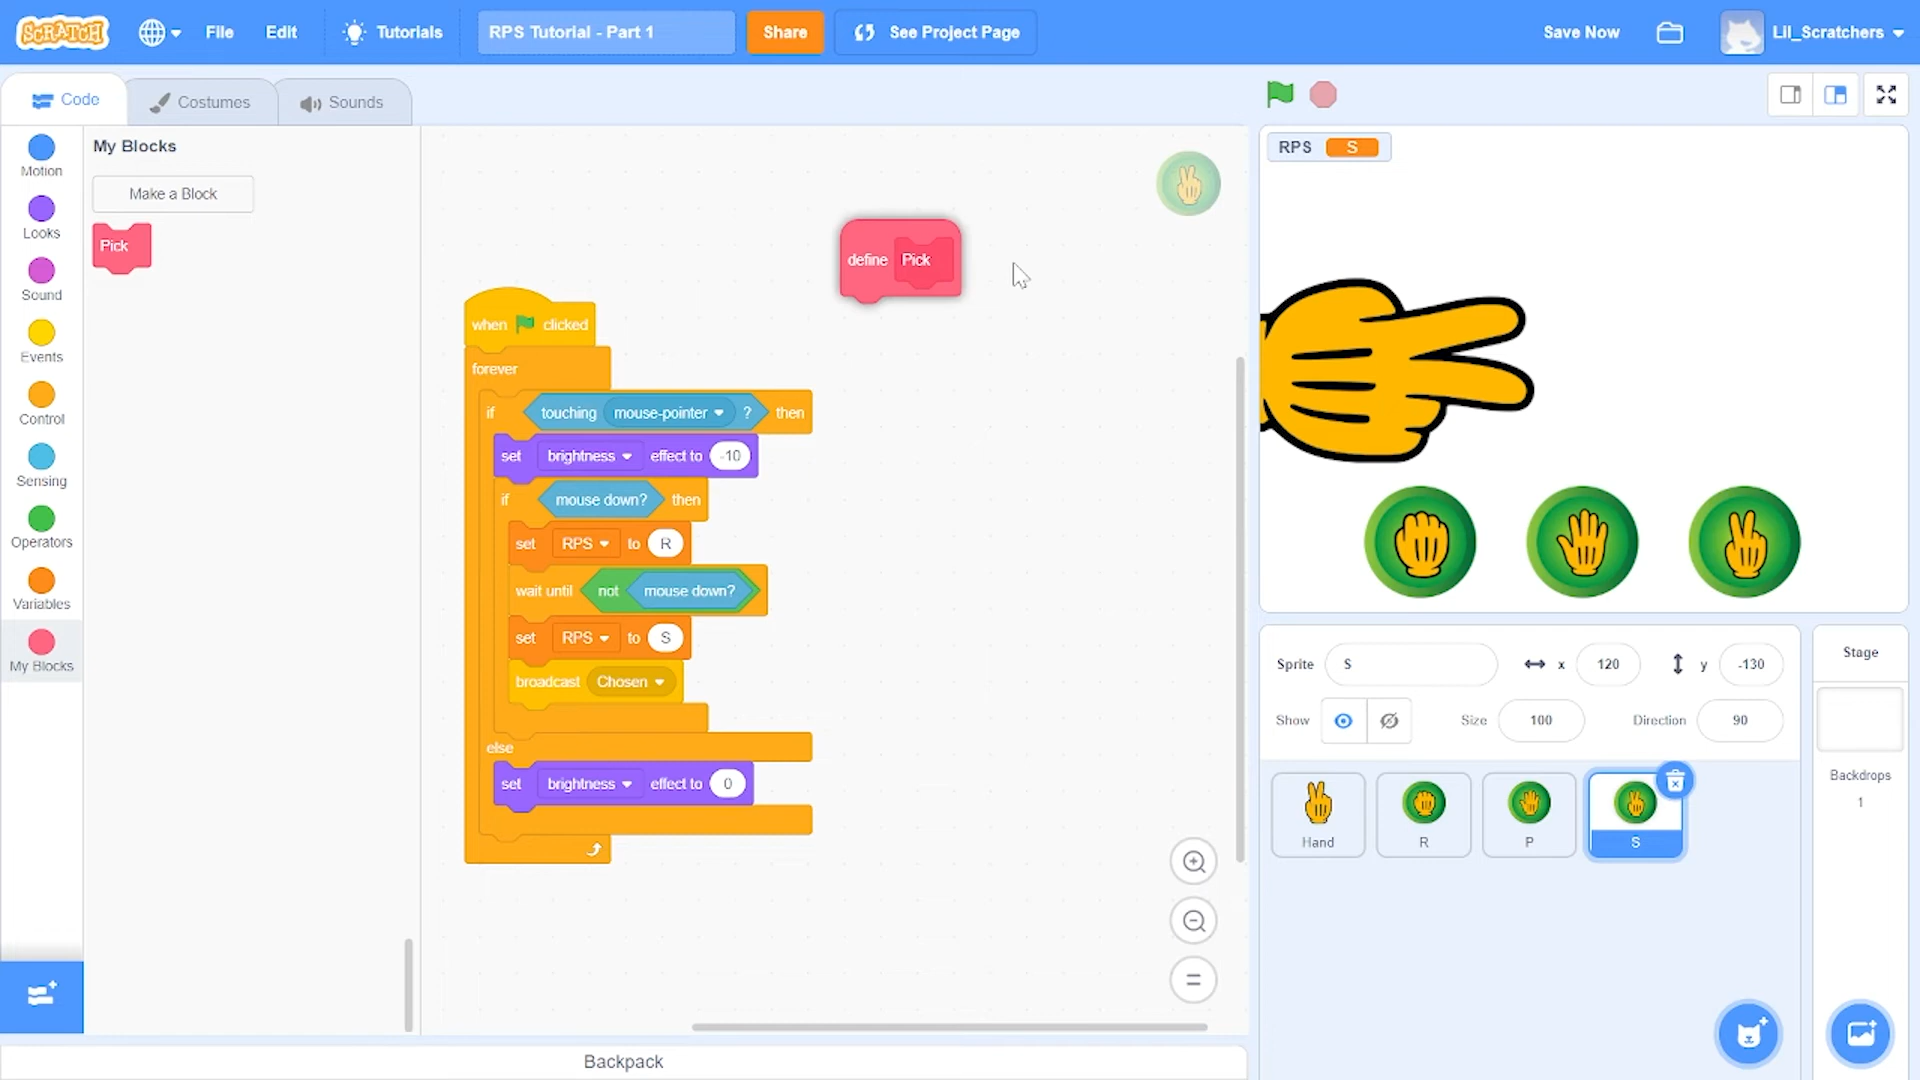 SCRATCH
File
Edit
Tutorials
RPS Tutorial - Part 1
Share
See Project Page
Save Now
Lil_Scratchers
Code
Costumes
Sounds
Motion
Looks
Sound
Events
Control
Sensing
Operators
Variables
My Blocks
My Blocks
Make a Block
Pick
define Pick
when clicked
forever
if touching mouse-pointer ? then
set brightness effect to -10
if mouse down? then
set RPS to R
wait until not mouse down?
set RPS to S
broadcast Chosen
else
set brightness effect to 0
Backpack
RPS S
Sprite S x 120 y -130
Show Size 100 Direction 90
Hand
R
P
S
Stage
Backdrops
1